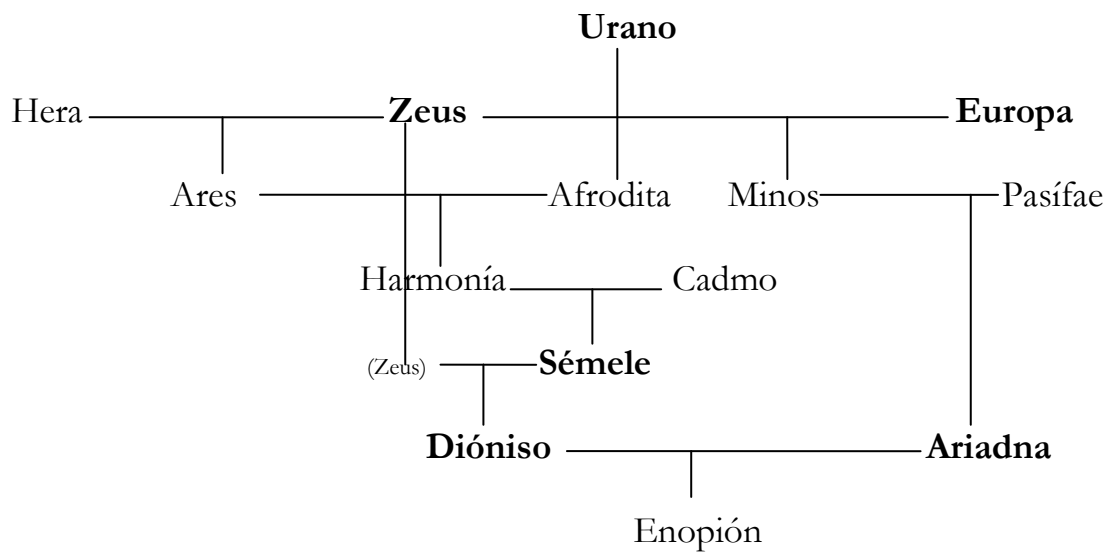 Urano
Hera Zeus Europa
Ares Afrodita Minos Pasífae
Harmonía Cadmo
(Zeus) Sémele
Dióniso Ariadna
Enopión